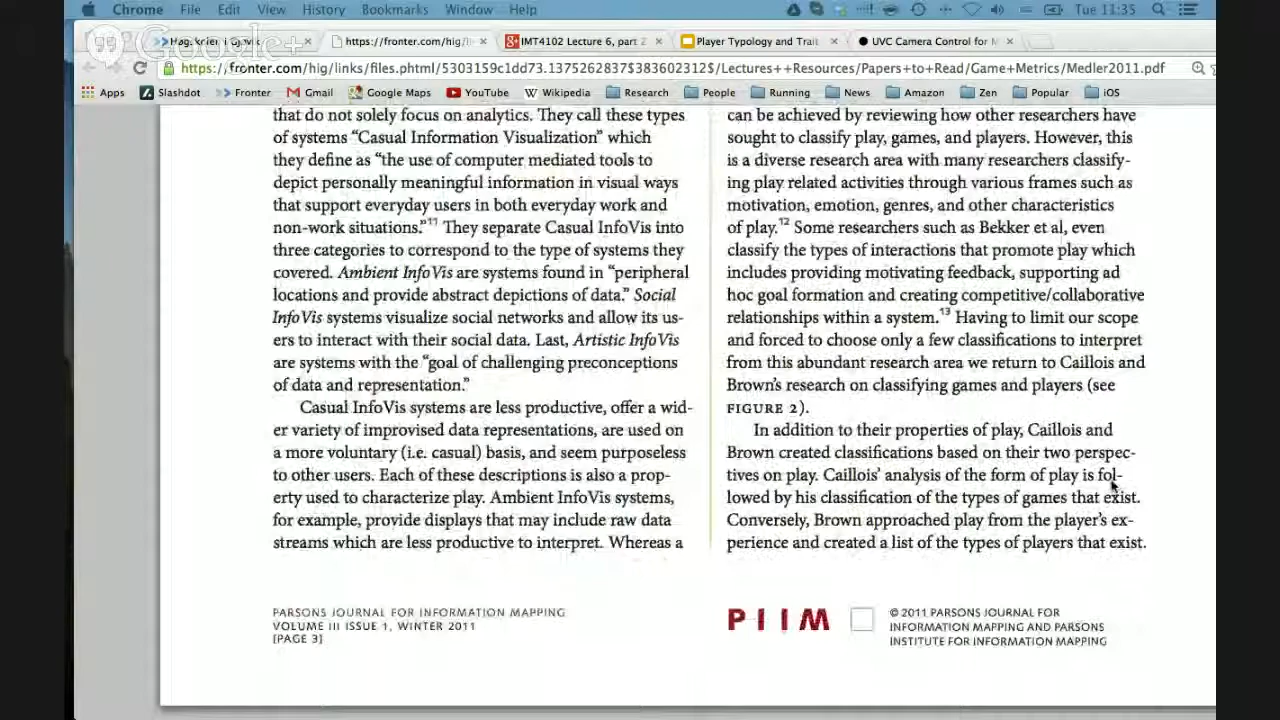 Chrome File Edit View History Bookmarks Window Help Tue 11:35
Google+
https://fronter.com/hig/li × IMT4102 Lecture 6, part 2 × Player Typology and Trait × UVC Camera Control for M ×
https://fronter.com/hig/links/files.phtml/5303159c1dd73.1375262837$383602312$/Lectures++Resources/Papers+to+Read/Game+Metrics/Medler2011.pdf
Apps Slashdot Fronter Gmail Google Maps YouTube Wikipedia Research People Running News Amazon Zen Popular iOS
that do not solely focus on analytics. They call these types
of systems “Casual Information Visualization” which
they define as “the use of computer mediated tools to
depict personally meaningful information in visual ways
that support everyday users in both everyday work and
non-work situations.”11 They separate Casual InfoVis into
three categories to correspond to the type of systems they
covered. Ambient InfoVis are systems found in “peripheral
locations and provide abstract depictions of data.” Social
InfoVis systems visualize social networks and allow its us-
ers to interact with their social data. Last, Artistic InfoVis
are systems with the “goal of challenging preconceptions
of data and representation.”
Casual InfoVis systems are less productive, offer a wid-
er variety of improvised data representations, are used on
a more voluntary (i.e. casual) basis, and seem purposeless
to other users. Each of these descriptions is also a prop-
erty used to characterize play. Ambient InfoVis systems,
for example, provide displays that may include raw data
streams which are less productive to interpret. Whereas a
can be achieved by reviewing how other researchers have
sought to classify play, games, and players. However, this
is a diverse research area with many researchers classify-
ing play related activities through various frames such as
motivation, emotion, genres, and other characteristics
of play.12 Some researchers such as Bekker et al, even
classify the types of interactions that promote play which
includes providing motivating feedback, supporting ad
hoc goal formation and creating competitive/collaborative
relationships within a system.13 Having to limit our scope
and forced to choose only a few classifications to interpret
from this abundant research area we return to Caillois and
Brown’s research on classifying games and players (see
FIGURE 2).
In addition to their properties of play, Caillois and
Brown created classifications based on their two perspec-
tives on play. Caillois’ analysis of the form of play is fol-
lowed by his classification of the types of games that exist.
Conversely, Brown approached play from the player’s ex-
perience and created a list of the types of players that exist.
PARSONS JOURNAL FOR INFORMATION MAPPING
VOLUME III ISSUE 1, WINTER 2011
[PAGE 3]
PIIM
© 2011 PARSONS JOURNAL FOR
INFORMATION MAPPING AND PARSONS
INSTITUTE FOR INFORMATION MAPPING